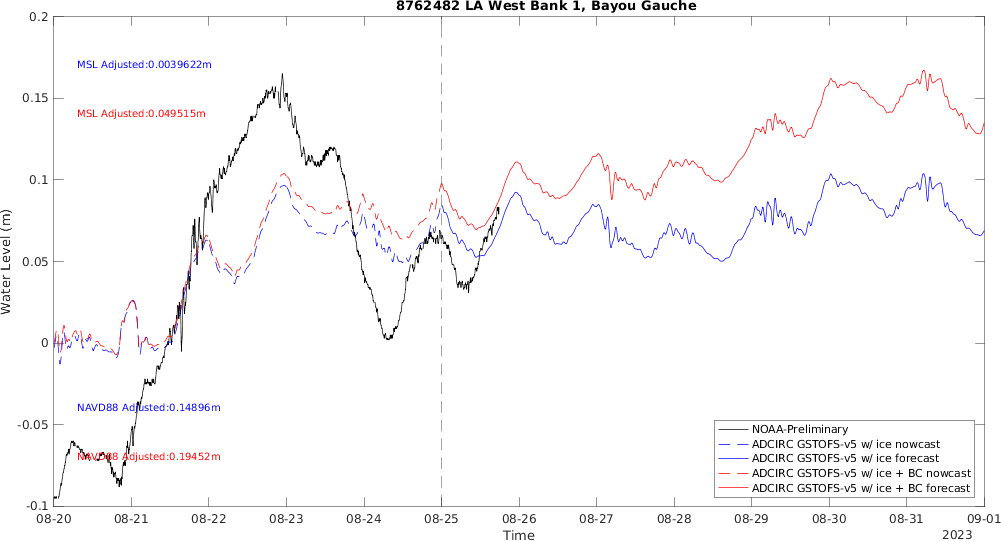 8762482 LA West Bank 1, Bayou Gauche
0.2
MSL Adjusted:0.0039622m
0.15
MSL Adjusted:0.049515m
0.1
Water Level (m)
0.05
0
NAVD88 Adjusted:0.14896m
-0.05
NAVD88 Adjusted:0.19452m
-0.1
NOAA-Preliminary
ADCIRC GSTOFS-v5 w/ ice nowcast
ADCIRC GSTOFS-v5 w/ ice forecast
ADCIRC GSTOFS-v5 w/ ice + BC nowcast
ADCIRC GSTOFS-v5 w/ ice + BC forecast
08-20 08-21 08-22 08-23 08-24 08-25 08-26 08-27 08-28 08-29 08-30 08-31 09-01
Time
2023